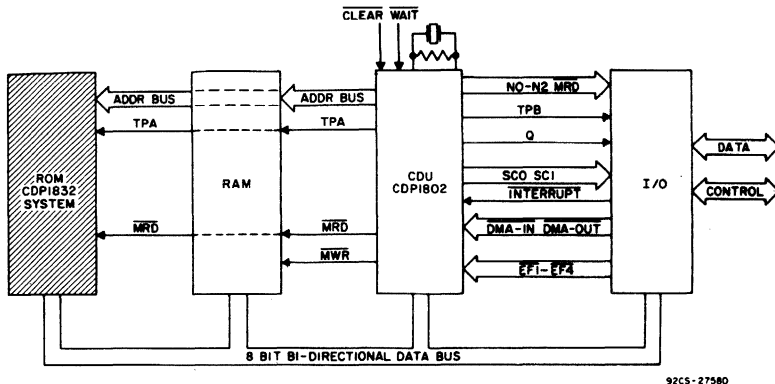 CLEAR WAIT
ADDR BUS
ADDR BUS
NO-N2 MRD
TPA
TPA
TPB
Q
ROM
CDP1832
SYSTEM
RAM
CDU
CDP1802
SCO SCI
I/O
DATA
CONTROL
INTERRUPT
MRD
MRD
DMA-IN DMA-OUT
MWR
EF1-EF4
8 BIT BI-DIRECTIONAL DATA BUS
92CS-27580